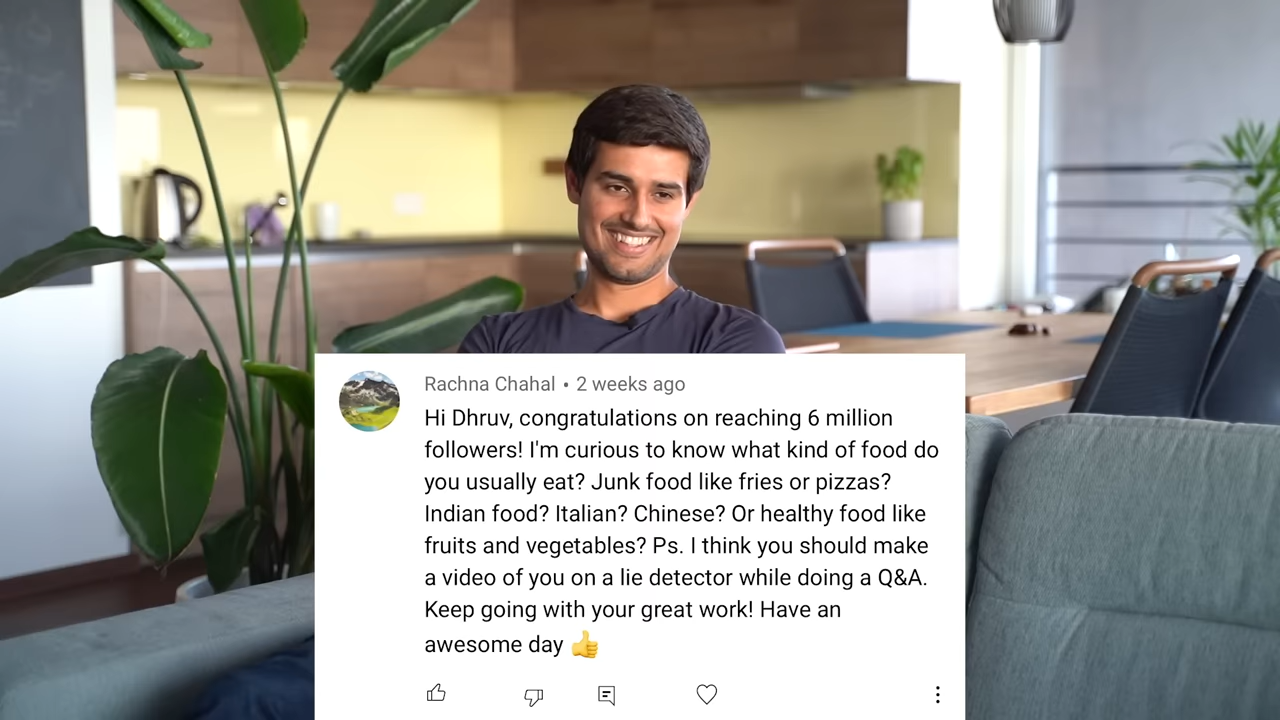 Rachna Chahal • 2 weeks ago
Hi Dhruv, congratulations on reaching 6 million
followers! I'm curious to know what kind of food do
you usually eat? Junk food like fries or pizzas?
Indian food? Italian? Chinese? Or healthy food like
fruits and vegetables? Ps. I think you should make
a video of you on a lie detector while doing a Q&A.
Keep going with your great work! Have an
awesome day 👍